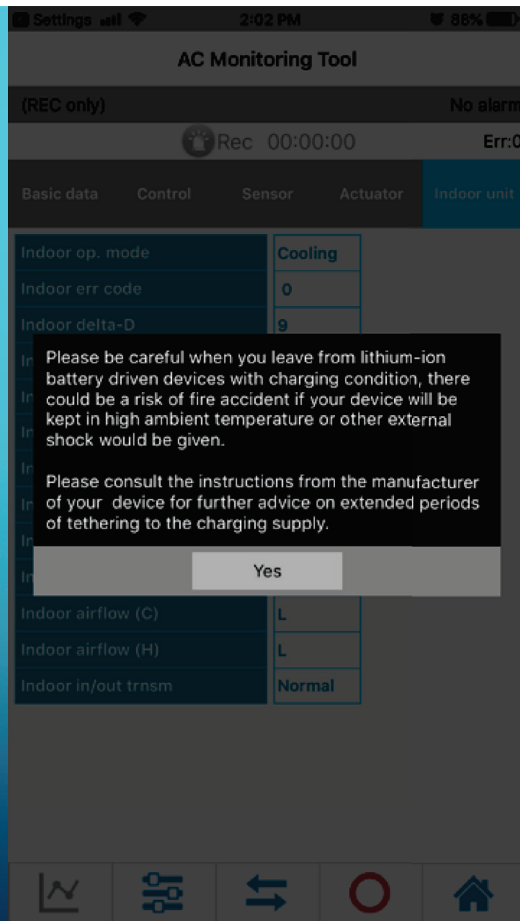 Settings 2:02 PM 88%
AC Monitoring Tool
(REC only) No alarm
Rec 00:00:00 Err:0
Basic data Control Sensor Actuator Indoor unit
Indoor op. mode Cooling
Indoor err code 0
Indoor delta-D 9
Please be careful when you leave from lithium-ion
battery driven devices with charging condition, there
could be a risk of fire accident if your device will be
kept in high ambient temperature or other external
shock would be given.
Please consult the instructions from the manufacturer
of your device for further advice on extended periods
of tethering to the charging supply.
Yes
Indoor airflow (C) L
Indoor airflow (H) L
Indoor in/out trnsm Normal